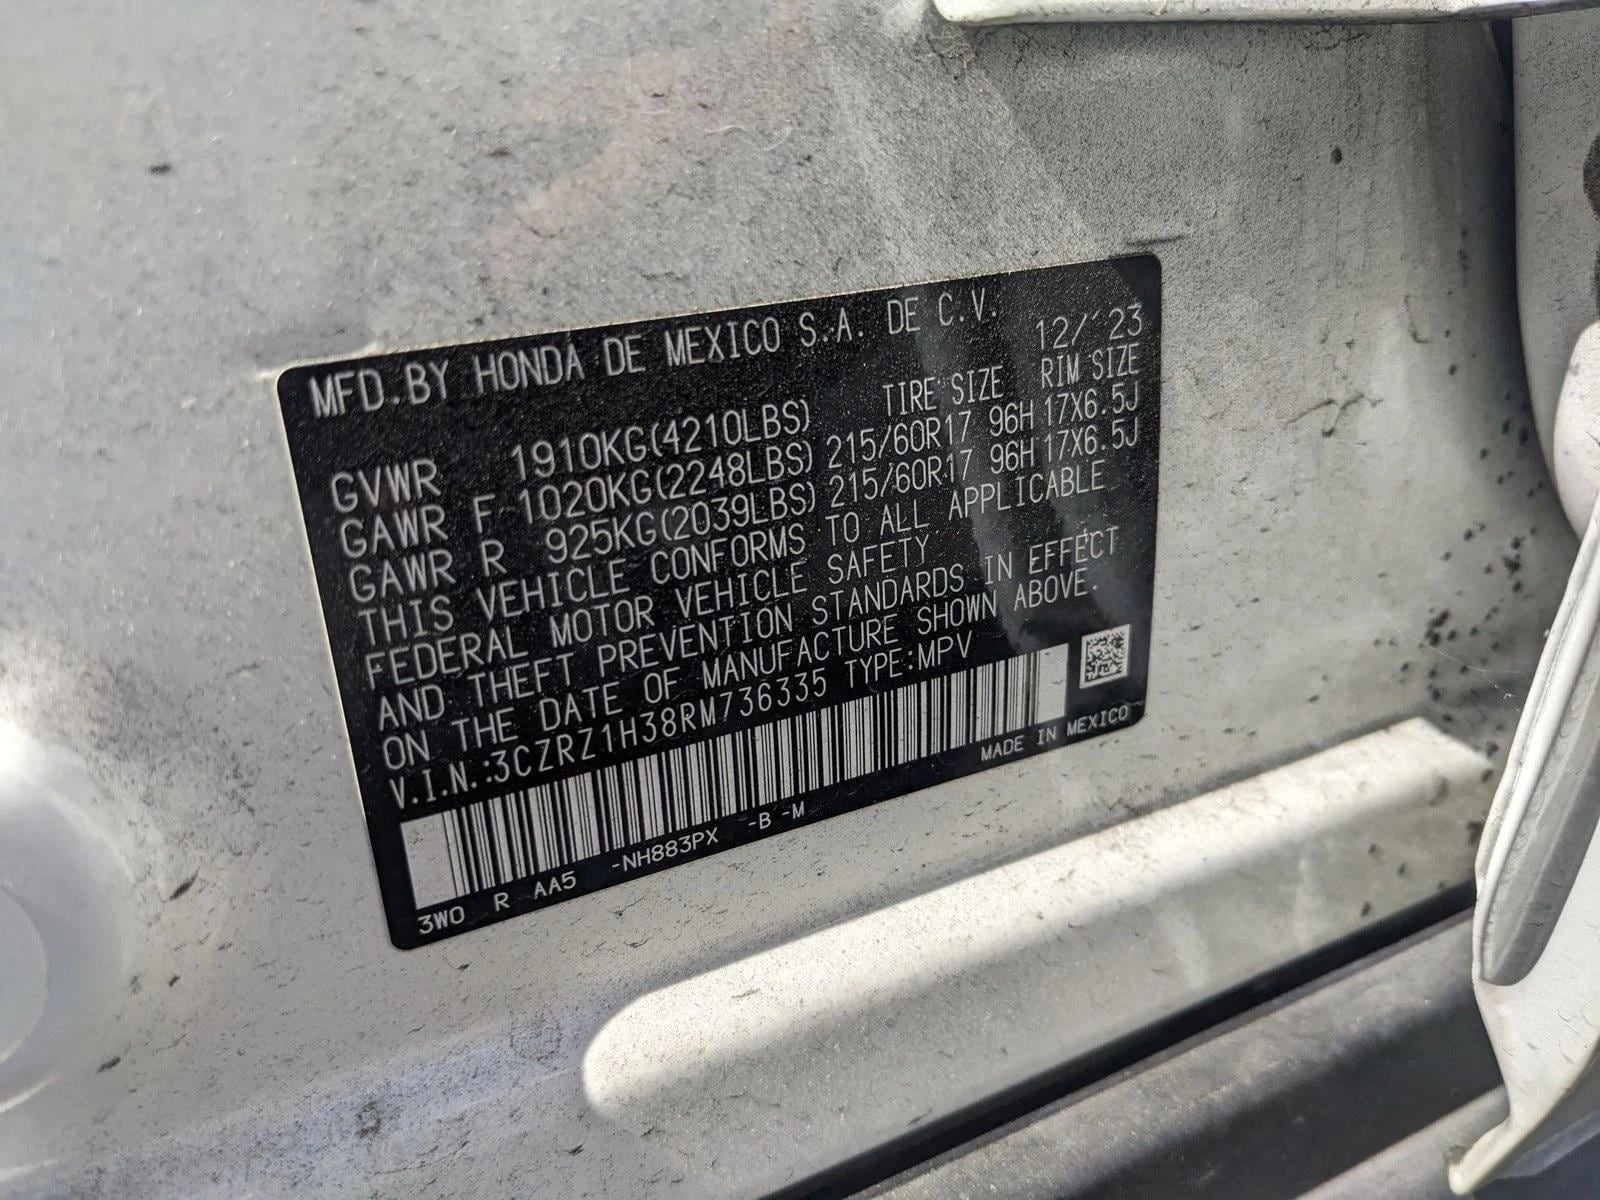 MFD.BY HONDA DE MEXICO S.A. DE C.V.
12/'23
TIRE SIZE RIM SIZE
GVWR 1910KG(4210LBS)
GAWR F 1020KG(2248LBS) 215/60R17 96H 17X6.5J
GAWR R 925KG(2039LBS) 215/60R17 96H 17X6.5J
THIS VEHICLE CONFORMS TO ALL APPLICABLE
FEDERAL MOTOR VEHICLE SAFETY
AND THEFT PREVENTION STANDARDS IN EFFECT
ON THE DATE OF MANUFACTURE SHOWN ABOVE.
V.I.N.:3CZRZ1H38RM736335 TYPE:MPV
MADE IN MEXICO
3W0 R AA5 -NH883PX -B -M